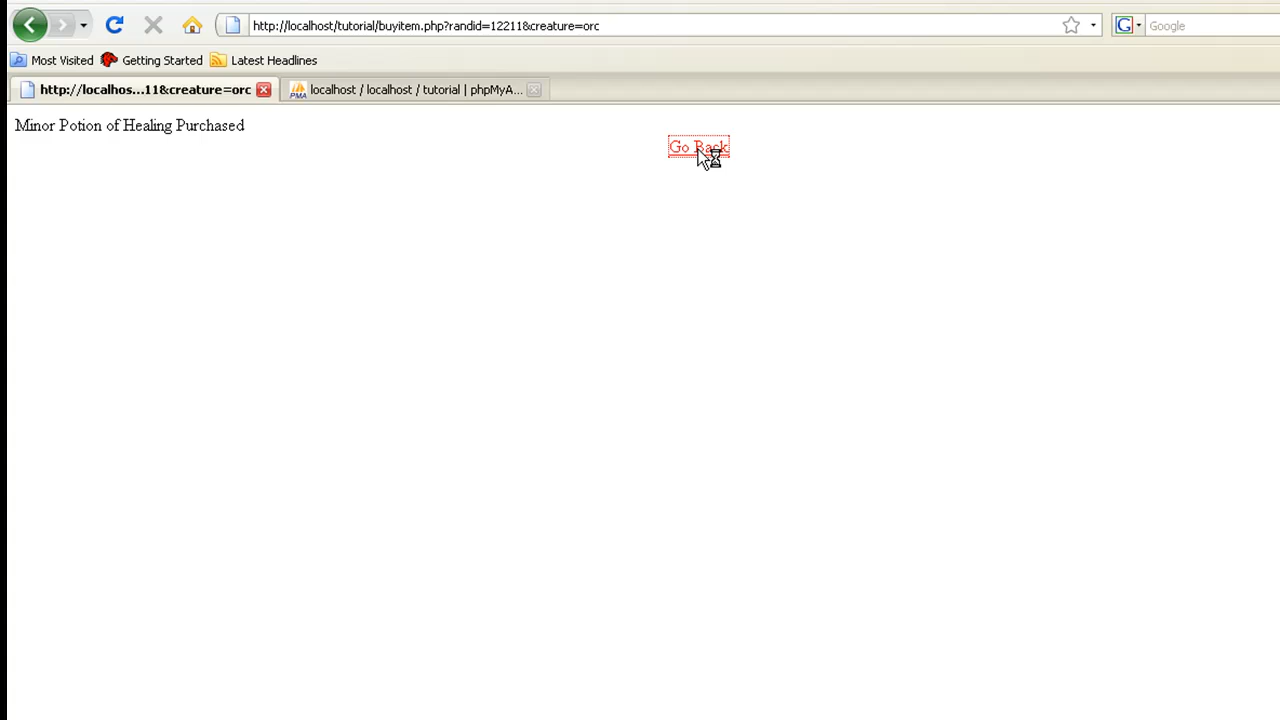 http://localhost/tutorial/buyitem.php?randid=12211&creature=orc
G Google
Most Visited Getting Started Latest Headlines
http://localhos...11&creature=orc PMA localhost / localhost / tutorial | phpMyA...
Minor Potion of Healing Purchased
Go Back